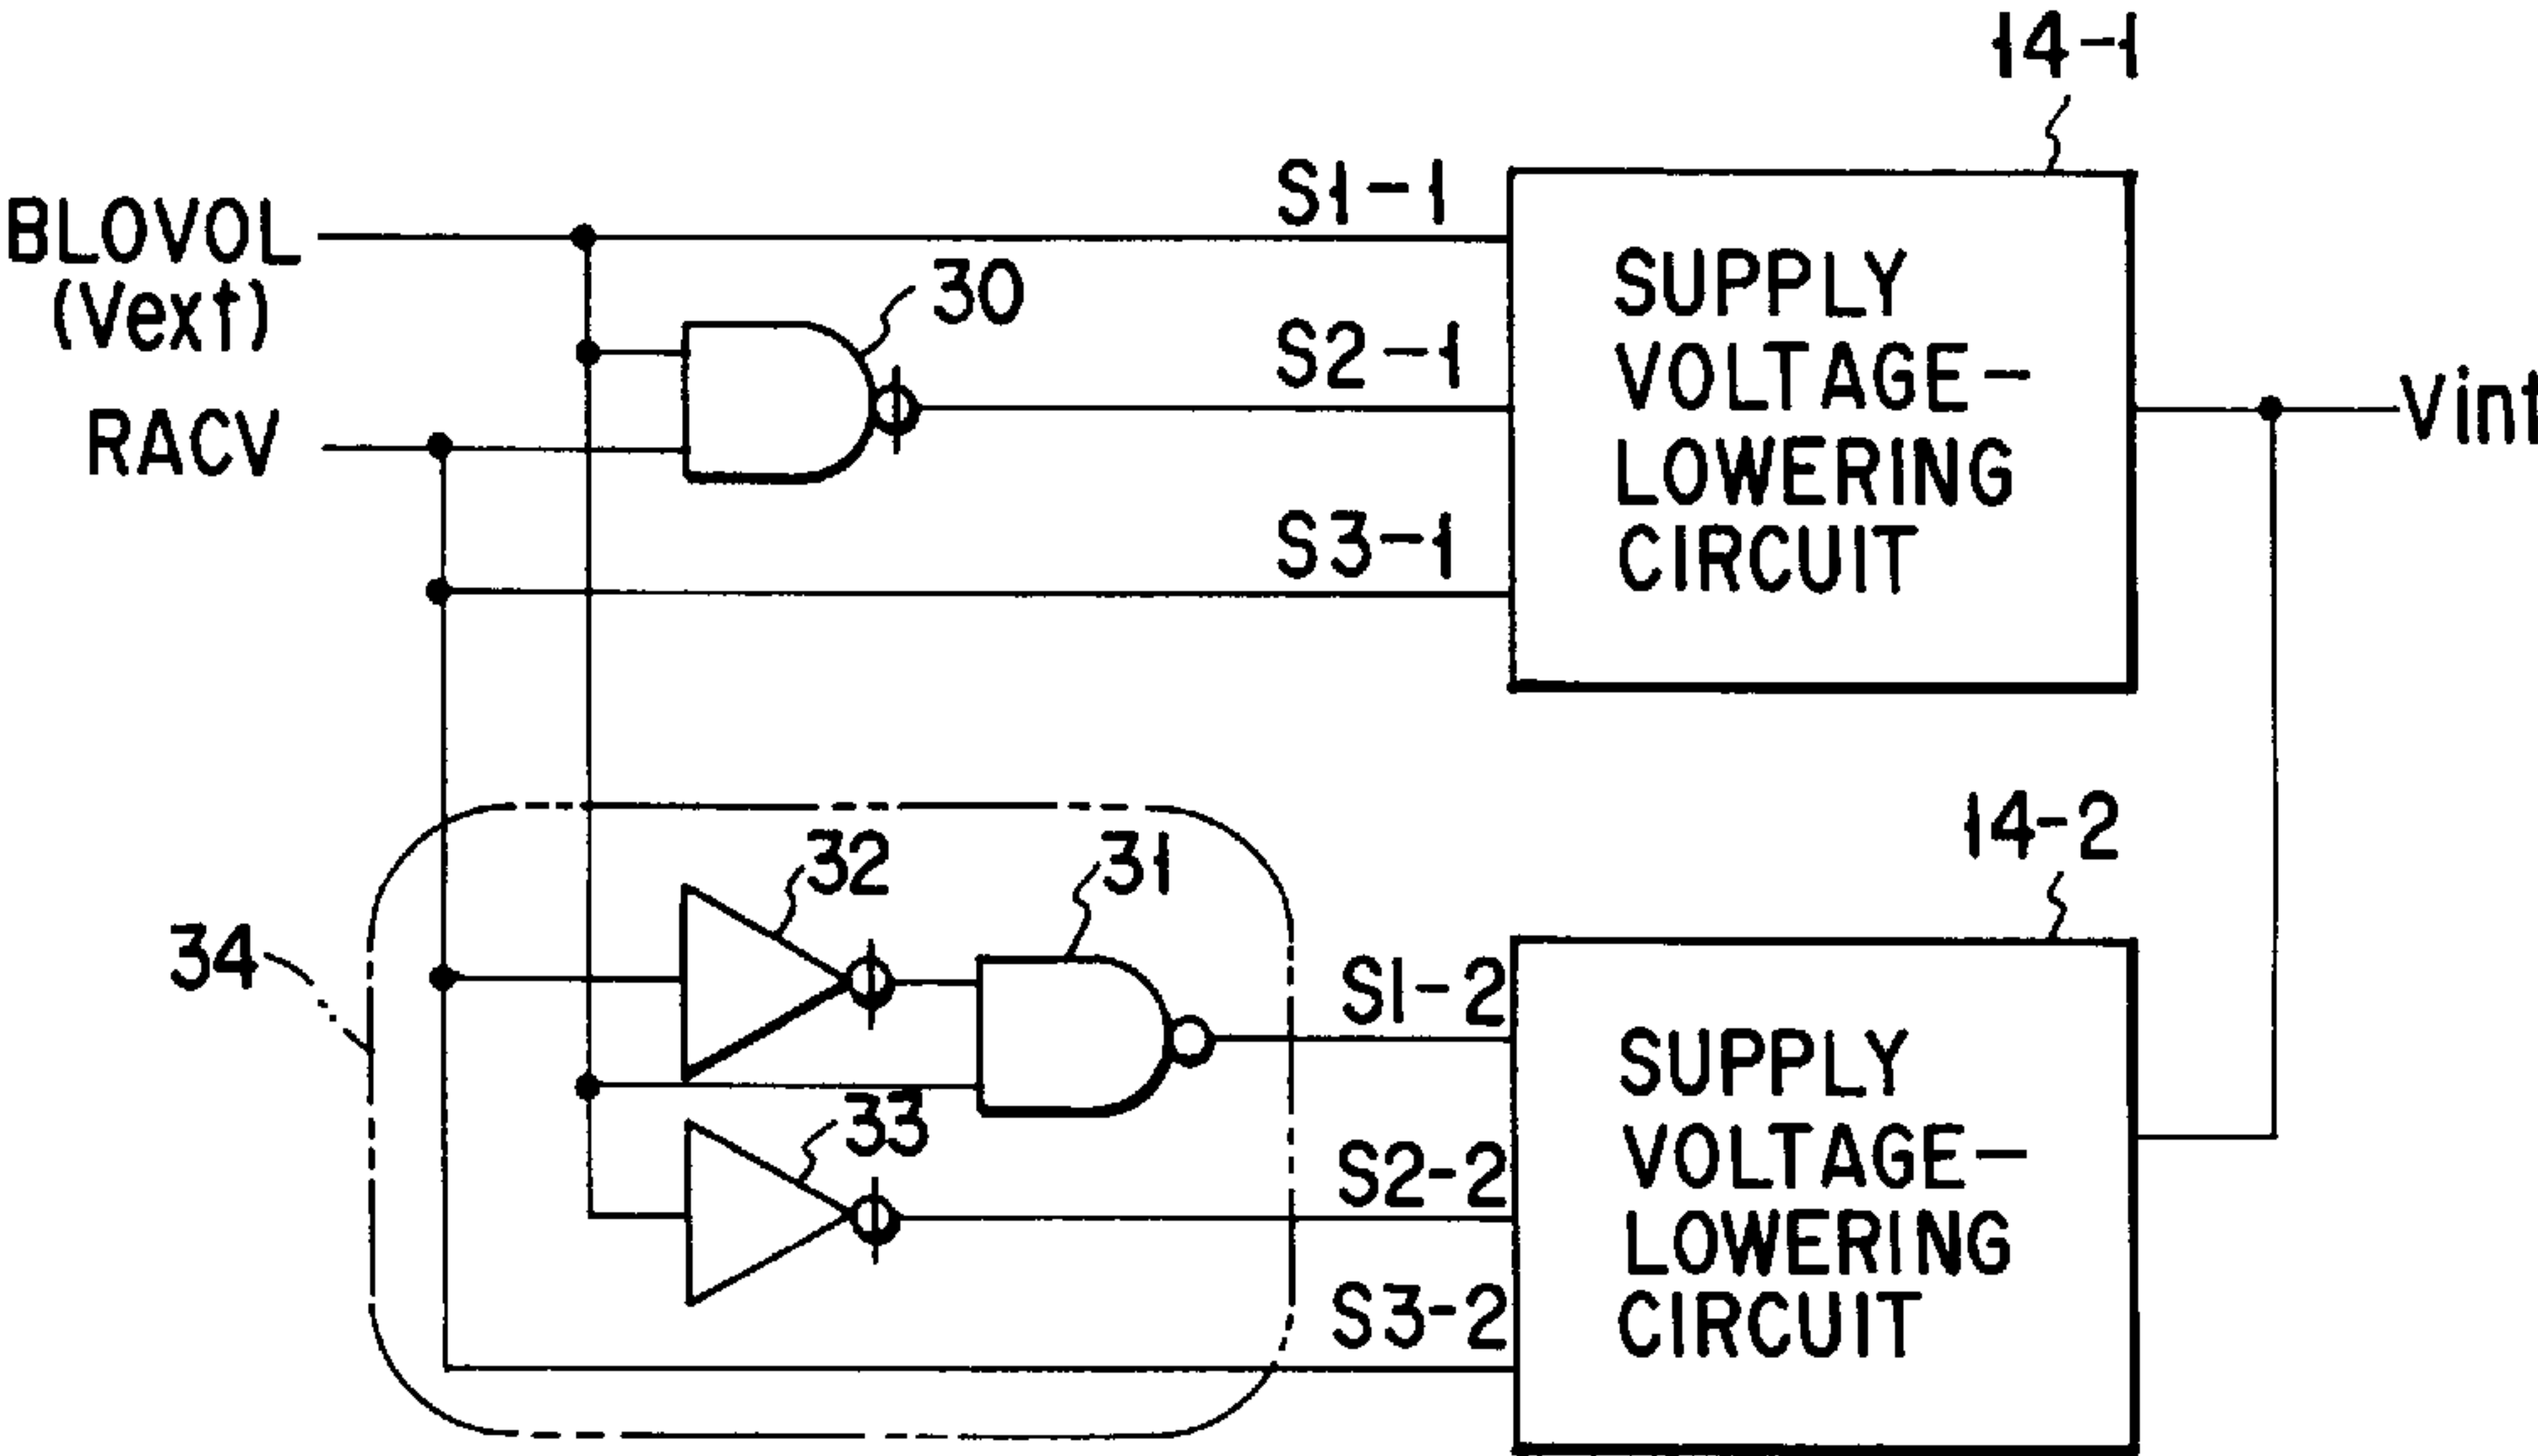 14-1
BLOVOL
(Vext)
RACV
30
S1-1
S2-1
S3-1
SUPPLY
VOLTAGE-
LOWERING
CIRCUIT
Vint
34
32
31
33
S1-2
S2-2
S3-2
14-2
SUPPLY
VOLTAGE-
LOWERING
CIRCUIT